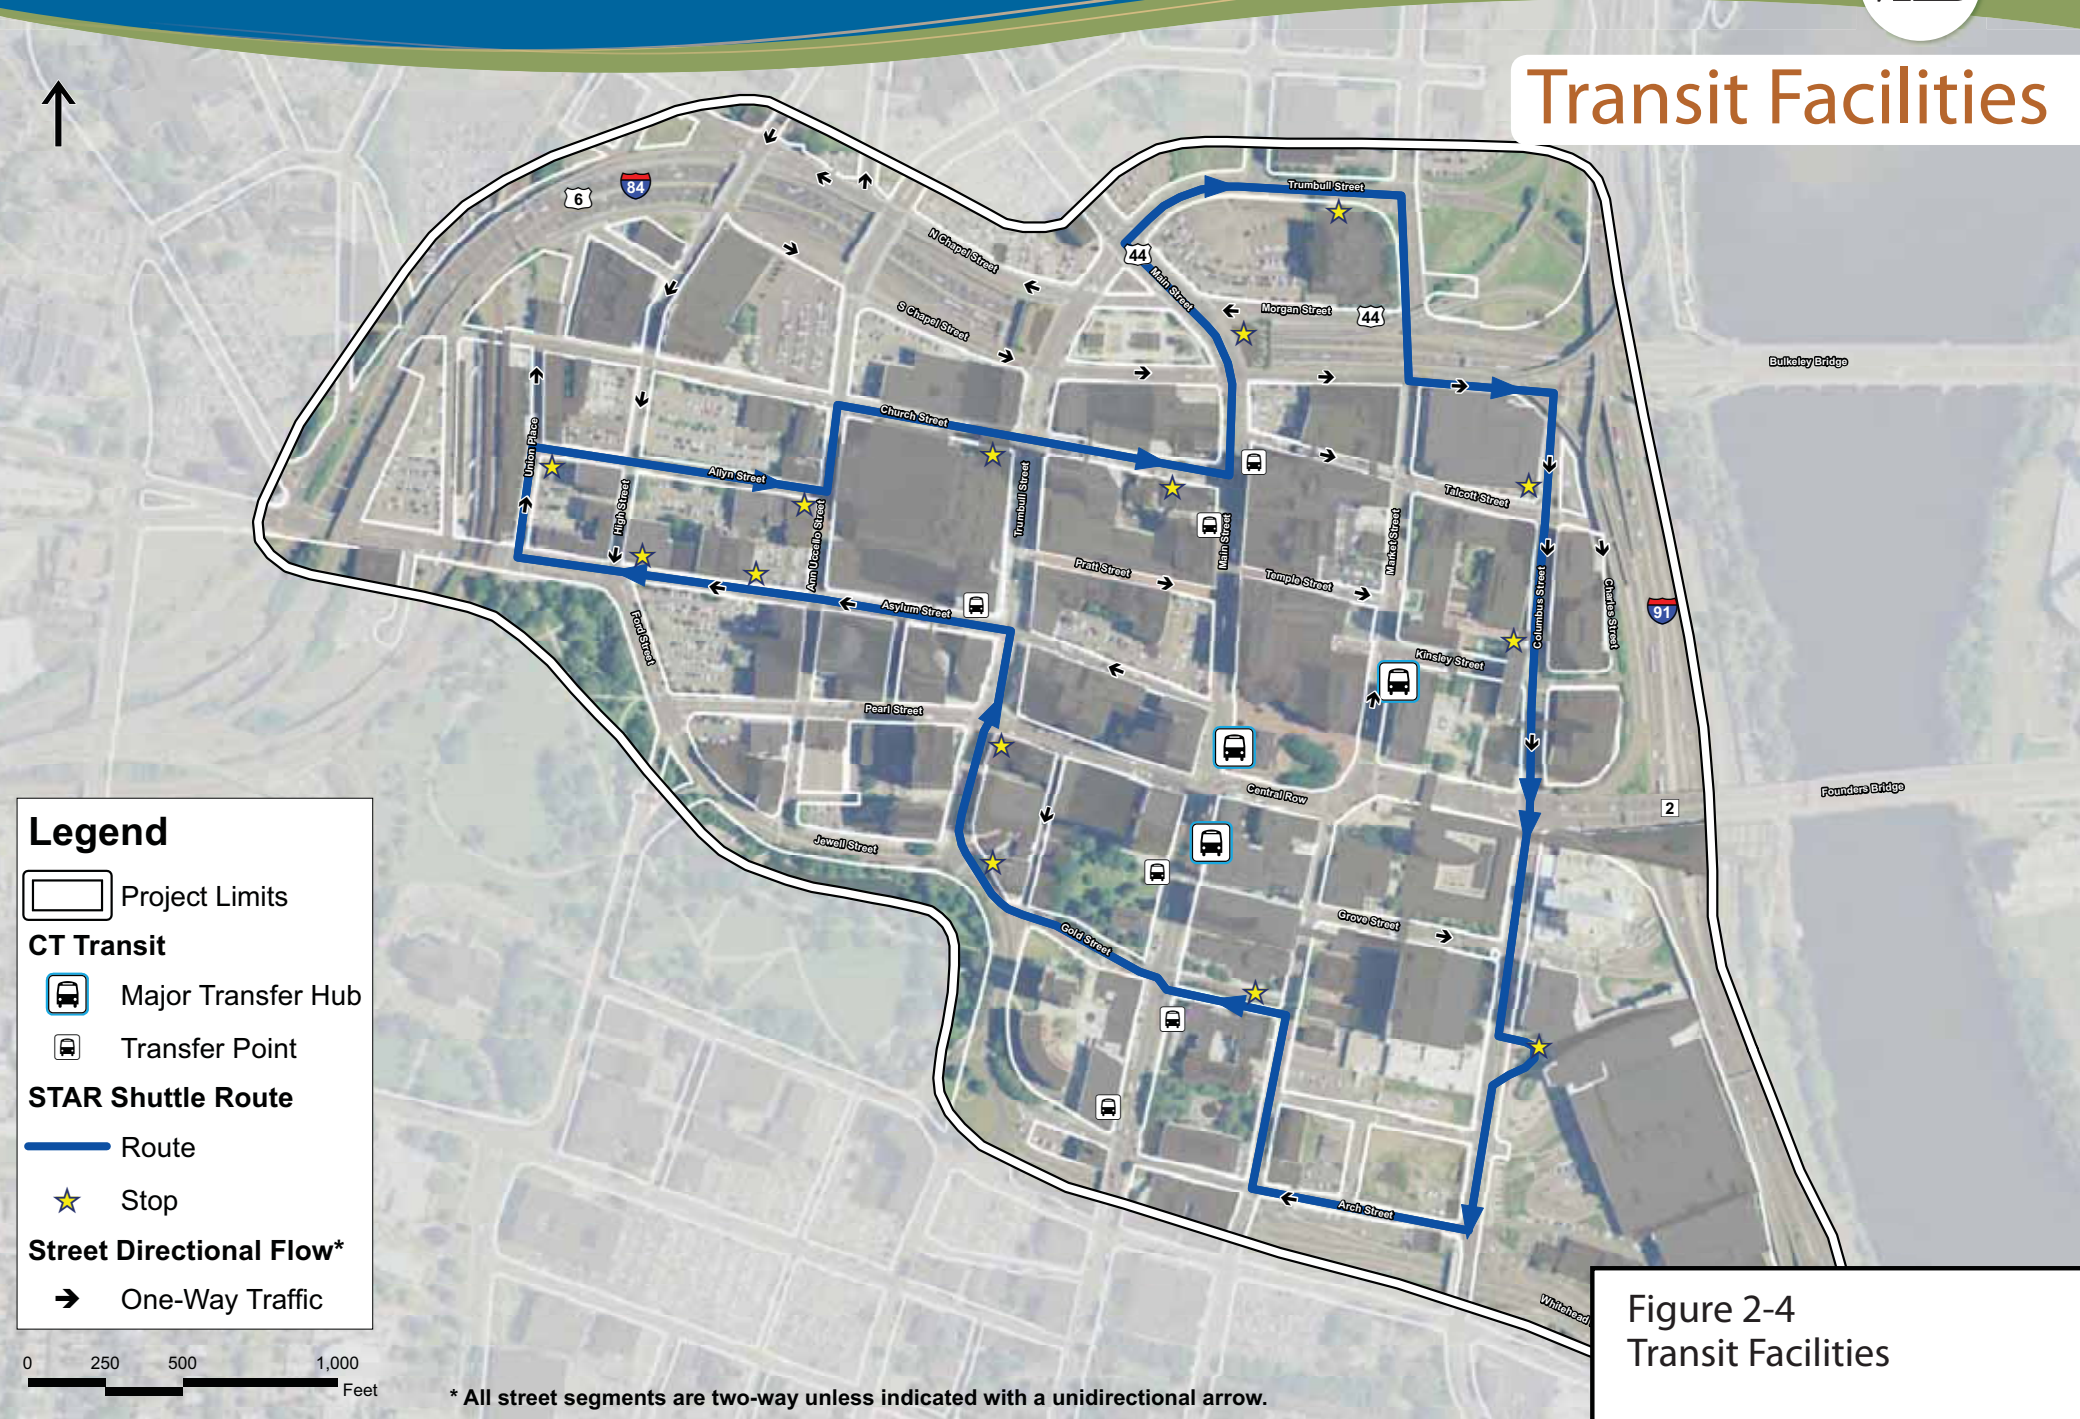 Transit Facilities
6
84
Trumbull Street
N Chapel Street
44
Main Street
Morgan Street
44
S Chapel Street
Bulkeley Bridge
Church Street
Union Place
Allyn Street
High Street
Ann Uccello Street
Trumbull Street
Main Street
Market Street
Talcott Street
Pratt Street
Temple Street
Columbus Street
Charles Street
91
Asylum Street
Ford Street
Kinsley Street
Pearl Street
Central Row
Founders Bridge
2
Jewell Street
Grove Street
Gold Street
Arch Street
Whitehead
Legend
Project Limits
CT Transit
Major Transfer Hub
Transfer Point
STAR Shuttle Route
Route
Stop
Street Directional Flow*
One-Way Traffic
0 250 500 1,000
Feet
* All street segments are two-way unless indicated with a unidirectional arrow.
Figure 2-4
Transit Facilities